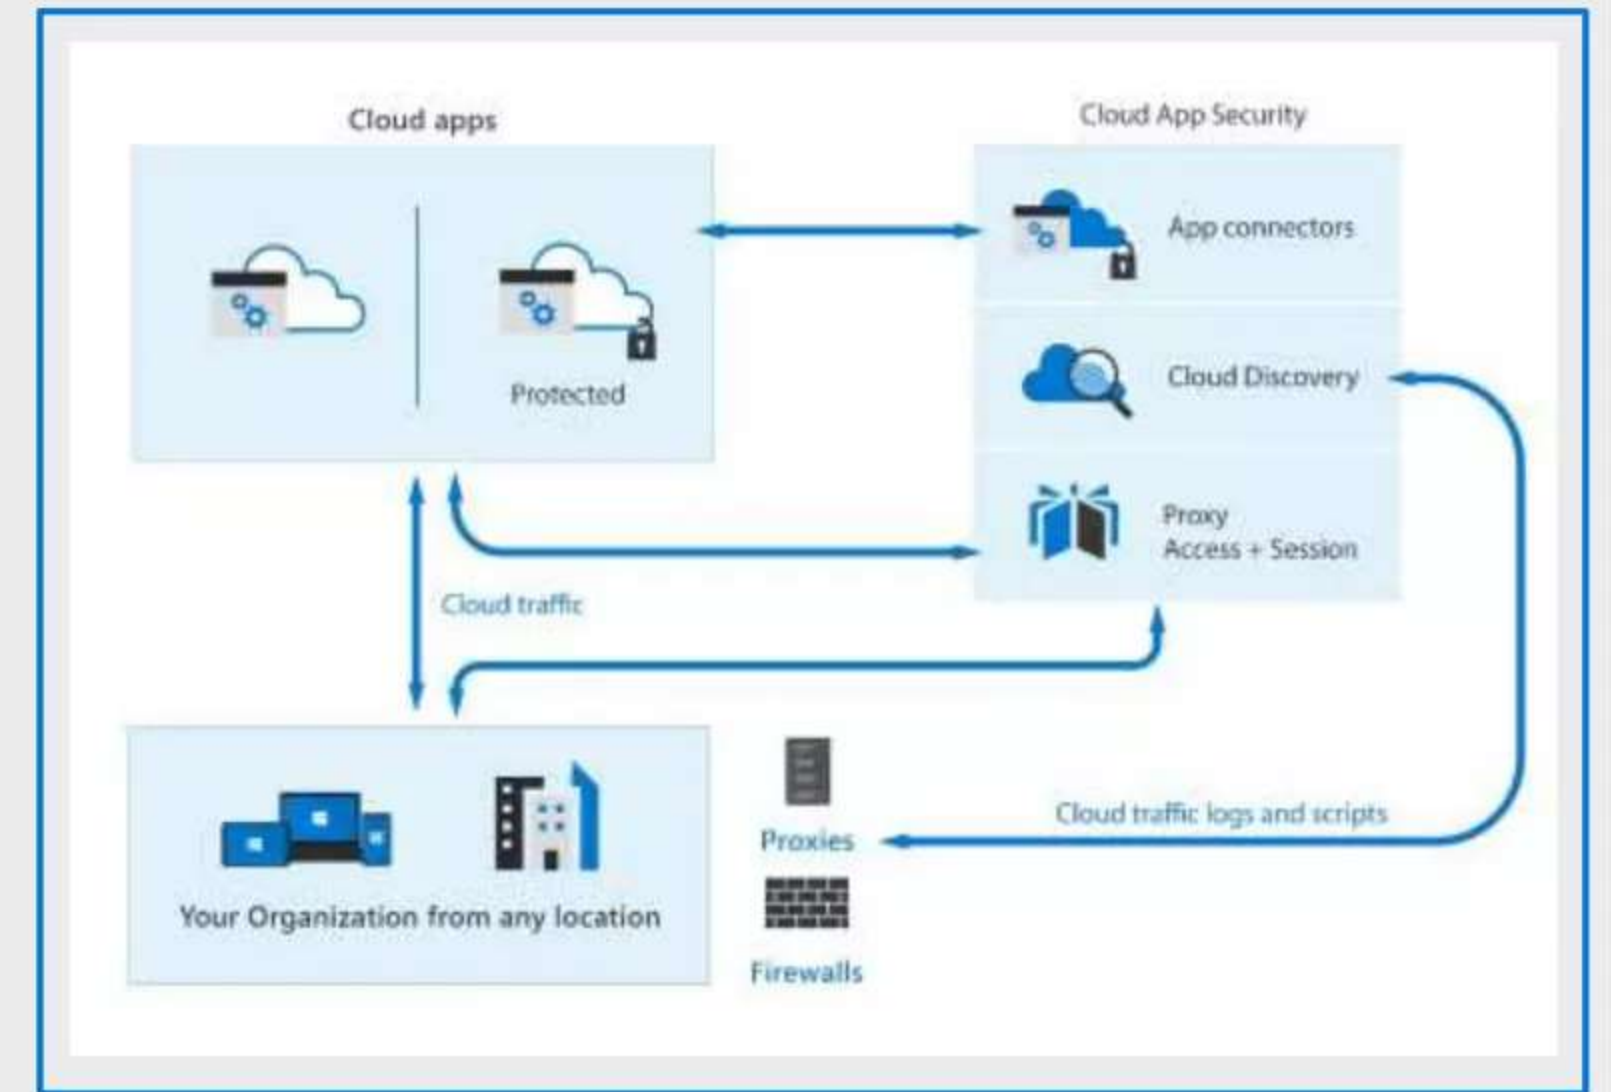 Cloud apps
Cloud App Security
App connectors
Protected
Cloud Discovery
Proxy
Access + Session
Cloud traffic
Cloud traffic logs and scripts
Proxies
Your Organization from any location
Firewalls